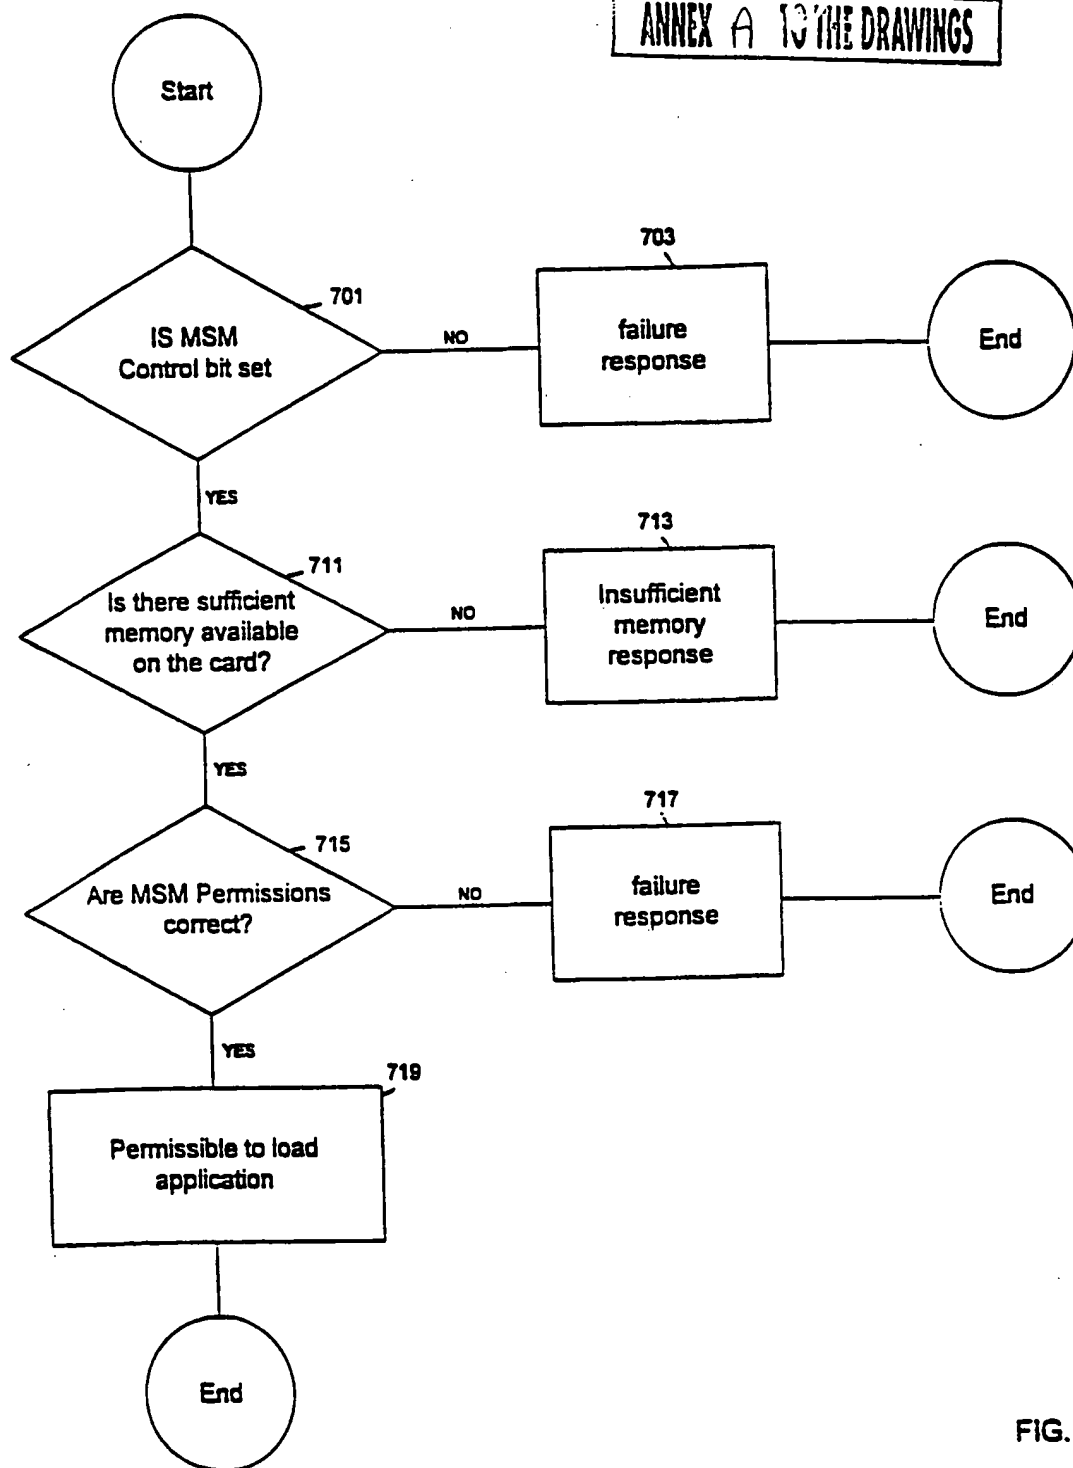 ANNEX A TO THE DRAWINGS
Start
701
IS MSM
Control bit set
NO
703
failure
response
End
YES
711
Is there sufficient
memory available
on the card?
NO
713
Insufficient
memory
response
End
YES
715
Are MSM Permissions
correct?
NO
717
failure
response
End
YES
719
Permissible to load
application
End
FIG.